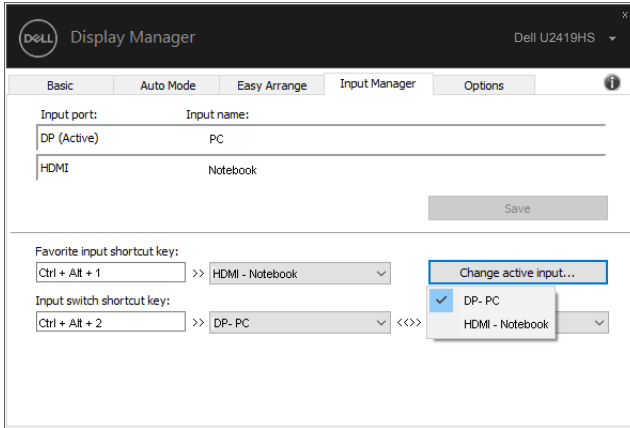 x
DELL Display Manager Dell U2419HS
Basic Auto Mode Easy Arrange Input Manager Options i
Input port: Input name:
DP (Active) PC
HDMI Notebook
Save
Favorite input shortcut key:
Ctrl + Alt + 1 >> HDMI - Notebook Change active input...
Input switch shortcut key:
DP- PC
Ctrl + Alt + 2 >> DP- PC <<>>
HDMI - Notebook